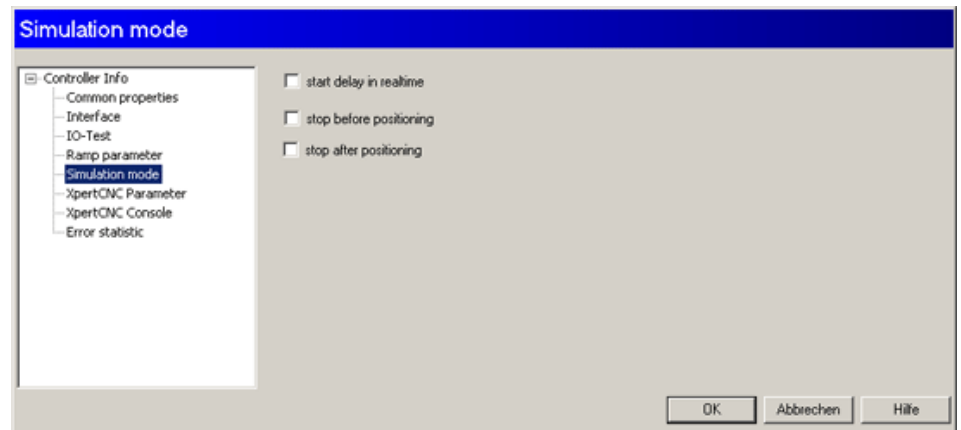 Simulation mode
Controller Info
Common properties
Interface
IO-Test
Ramp parameter
Simulation mode
XpertCNC Parameter
XpertCNC Console
Error statistic
start delay in realtime
stop before positioning
stop after positioning
OK
Abbrechen
Hilfe